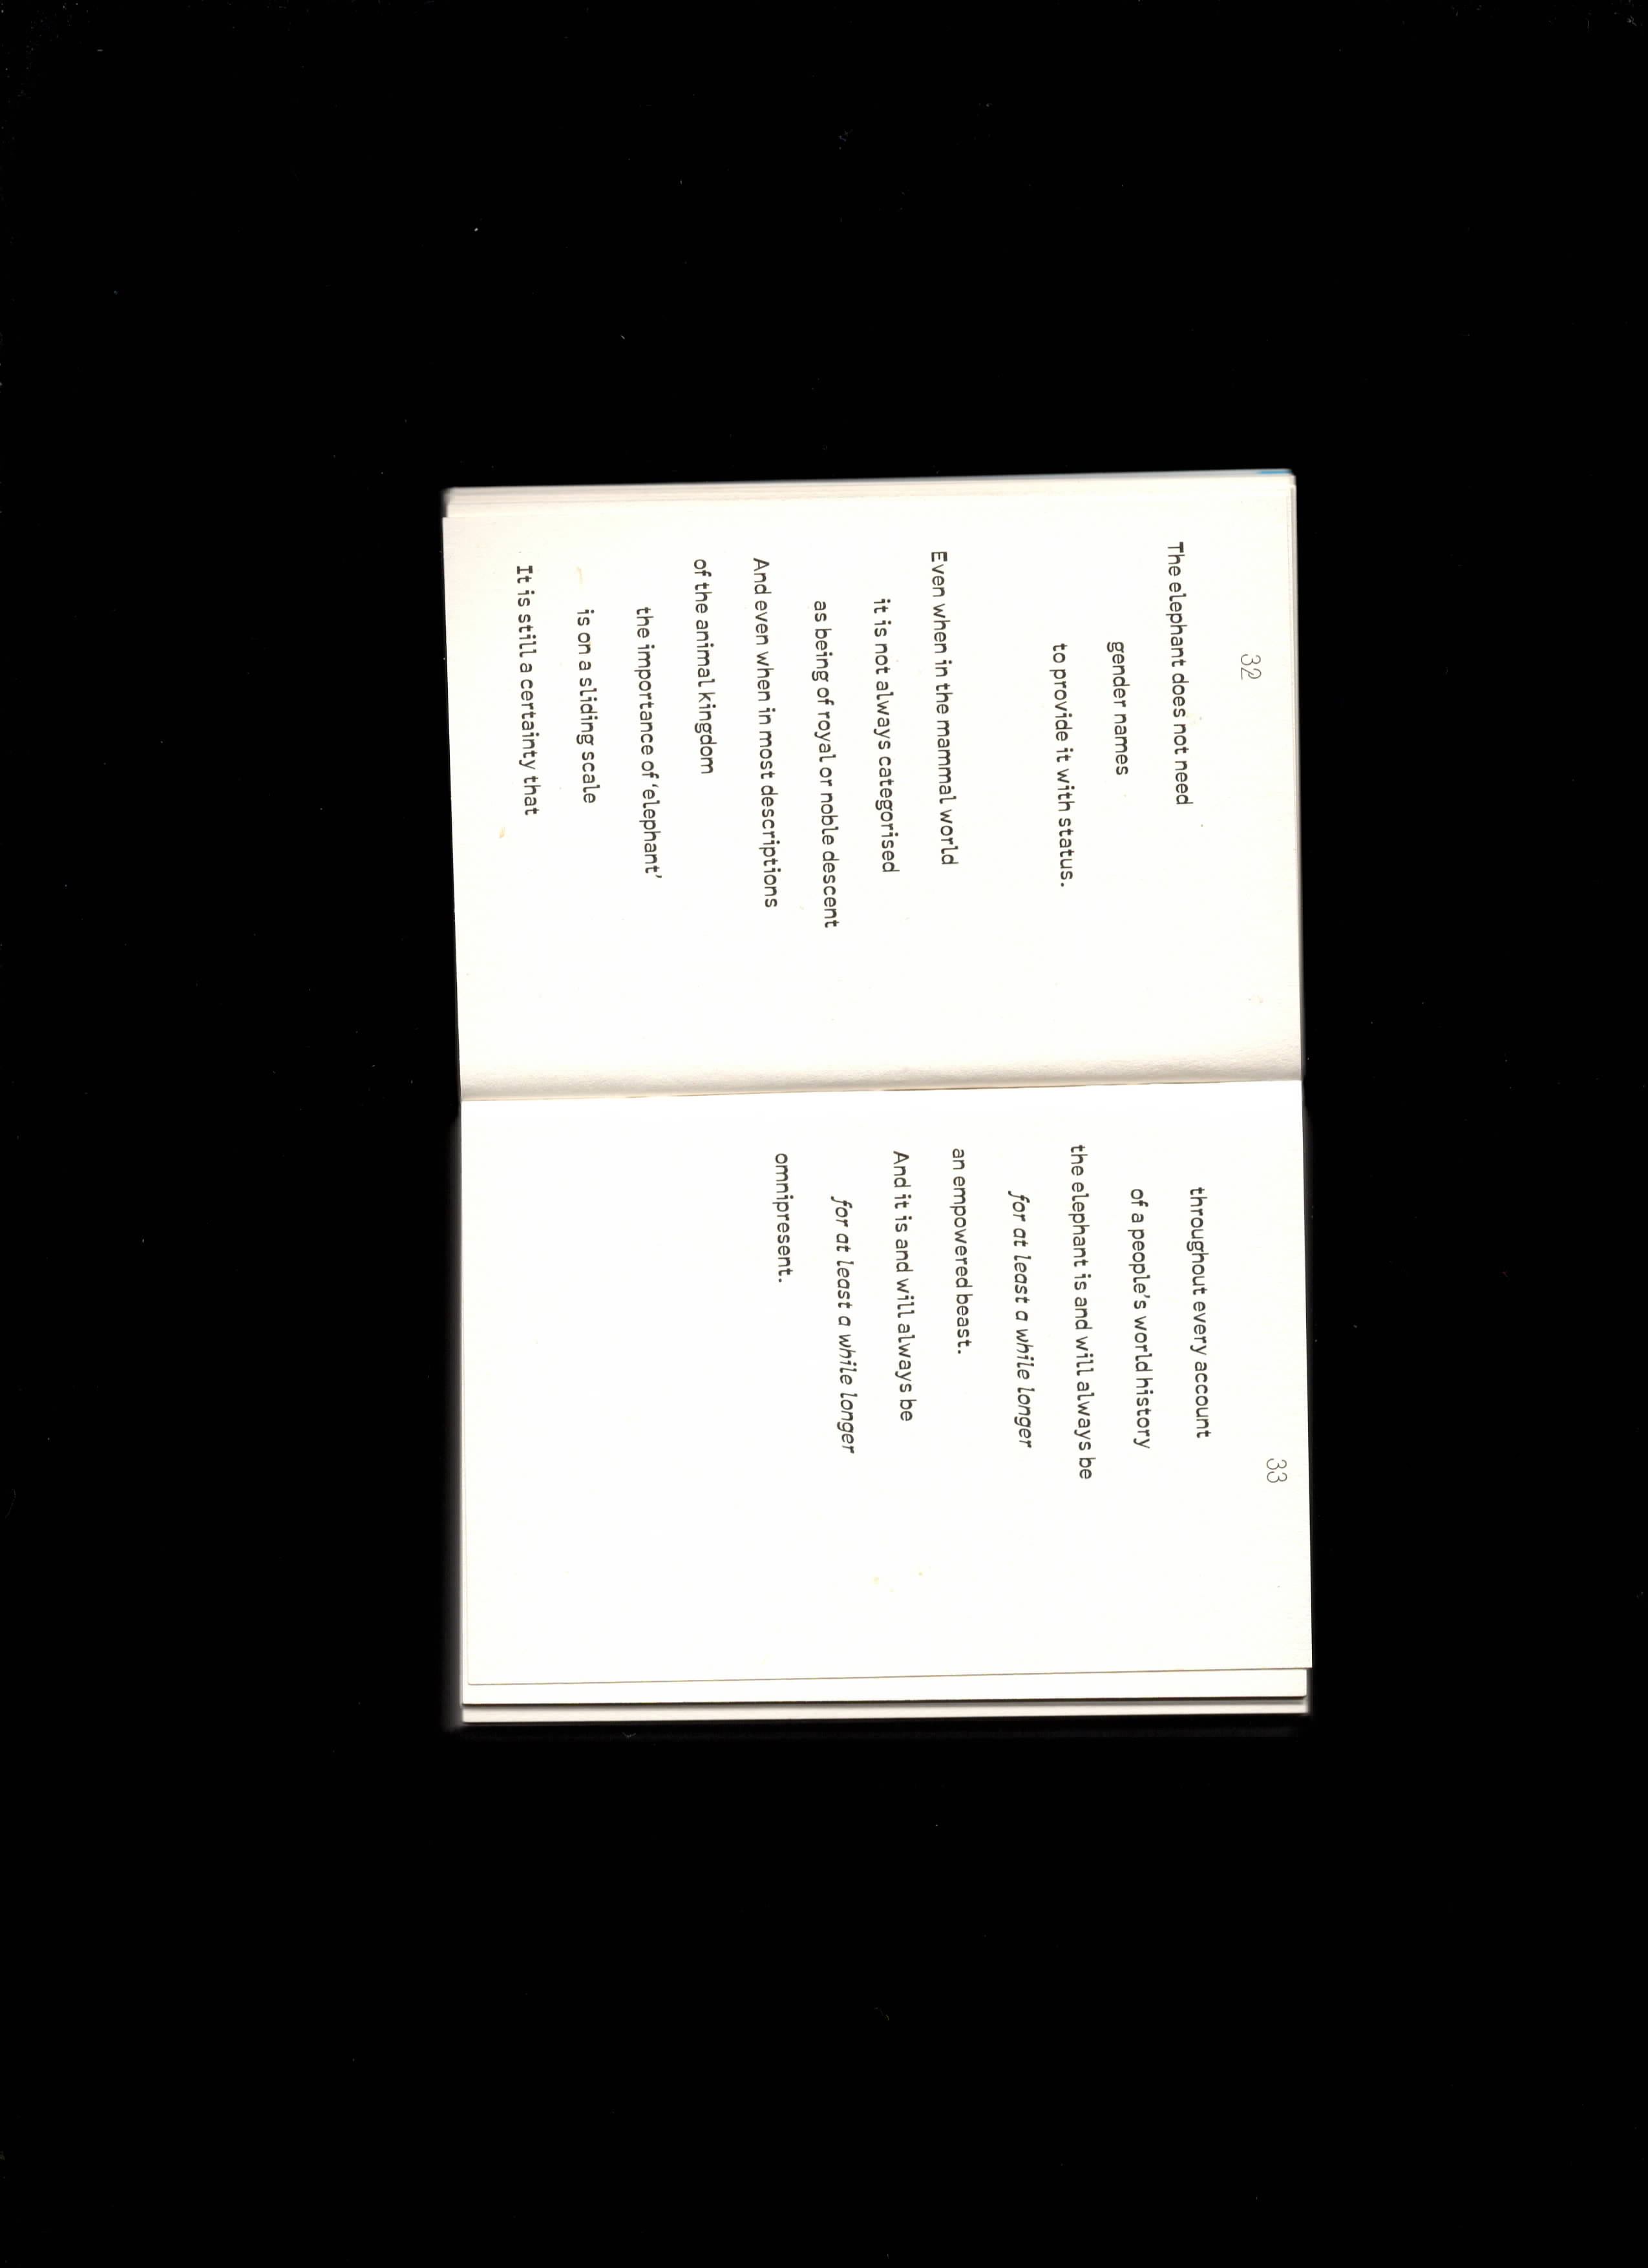 32
The elephant does not need
gender names
to provide it with status.
Even when in the mammal world
it is not always categorised
as being of royal or noble descent
And even when in most descriptions
of the animal kingdom
the importance of ‘elephant’
is on a sliding scale
It is still a certainty that
33
throughout every account
of a people’s world history
the elephant is and will always be
for at least a while longer
an empowered beast.
And it is and will always be
for at least a while longer
omnipresent.